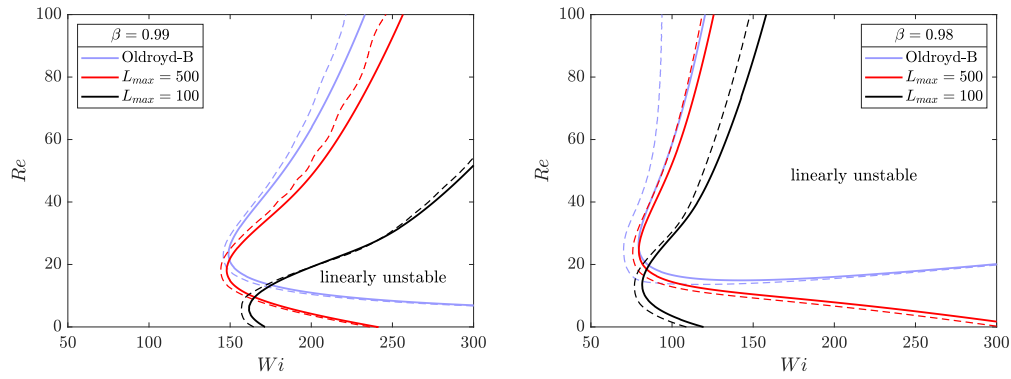 β = 0.99
Oldroyd-B
L_max = 500
L_max = 100
100
80
60
40
20
0
Re
linearly unstable
50 100 150 200 250 300
Wi
β = 0.98
Oldroyd-B
L_max = 500
L_max = 100
100
80
60
40
20
0
Re
linearly unstable
50 100 150 200 250 300
Wi